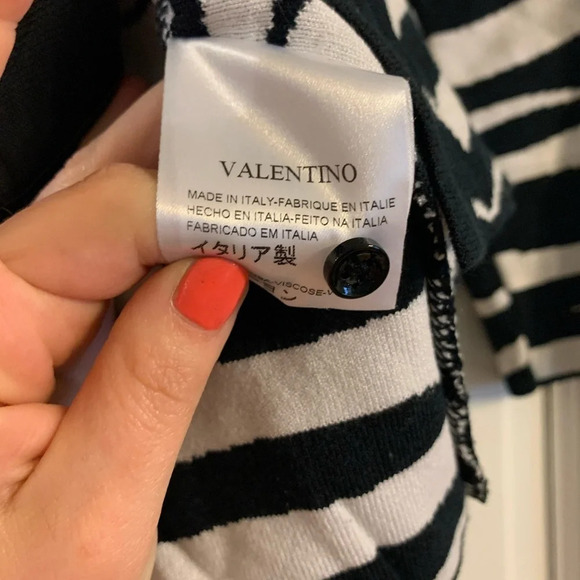 VALENTINO
MADE IN ITALY-FABRIQUE EN ITALIE
HECHO EN ITALIA-FEITO NA ITALIA
FABRICADO EM ITALIA
イタリア製
-VISCOSE-V